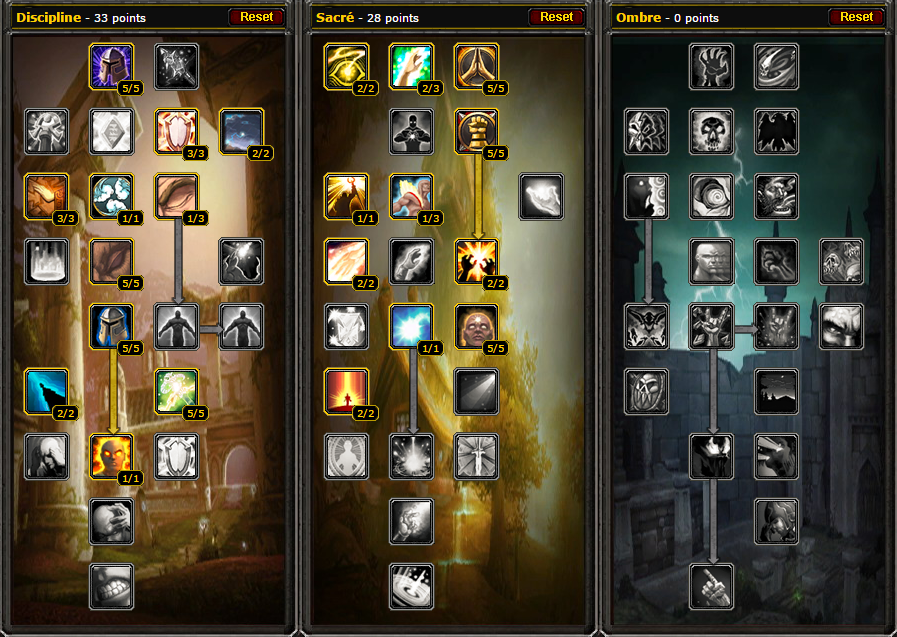 Discipline - 33 points Reset
Sacré - 28 points Reset
Ombre - 0 points Reset
5/5
3/3 2/2
3/3 1/1 1/3
5/5
5/5
2/2 5/5
1/1
2/2 2/3 5/5
5/5
1/1 1/3
2/2 2/2
1/1 5/5
2/2